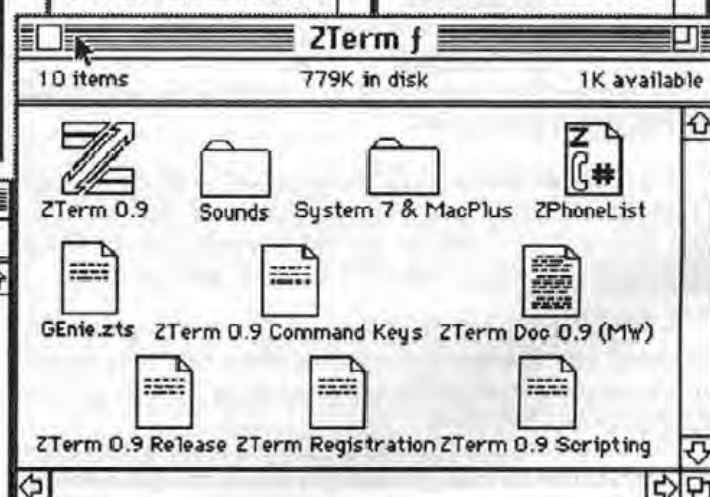 ZTerm ƒ
10 items 779K in disk 1K available
ZTerm 0.9 Sounds System 7 & MacPlus ZPhoneList
GEnie.zts ZTerm 0.9 Command Keys ZTerm Doc 0.9 (MW)
ZTerm 0.9 Release ZTerm Registration ZTerm 0.9 Scripting